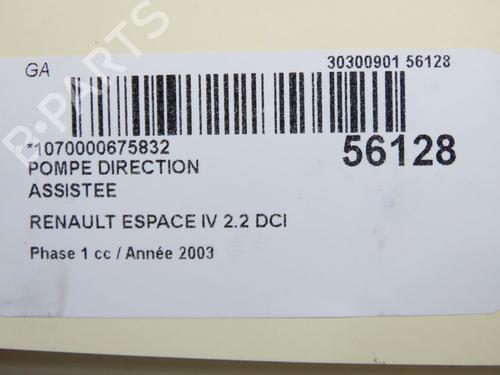 GA
30300901 56128
*1070000675832
56128
POMPE DIRECTION
ASSISTEE
RENAULT ESPACE IV 2.2 DCI
Phase 1 cc / Année 2003
B-PARTS